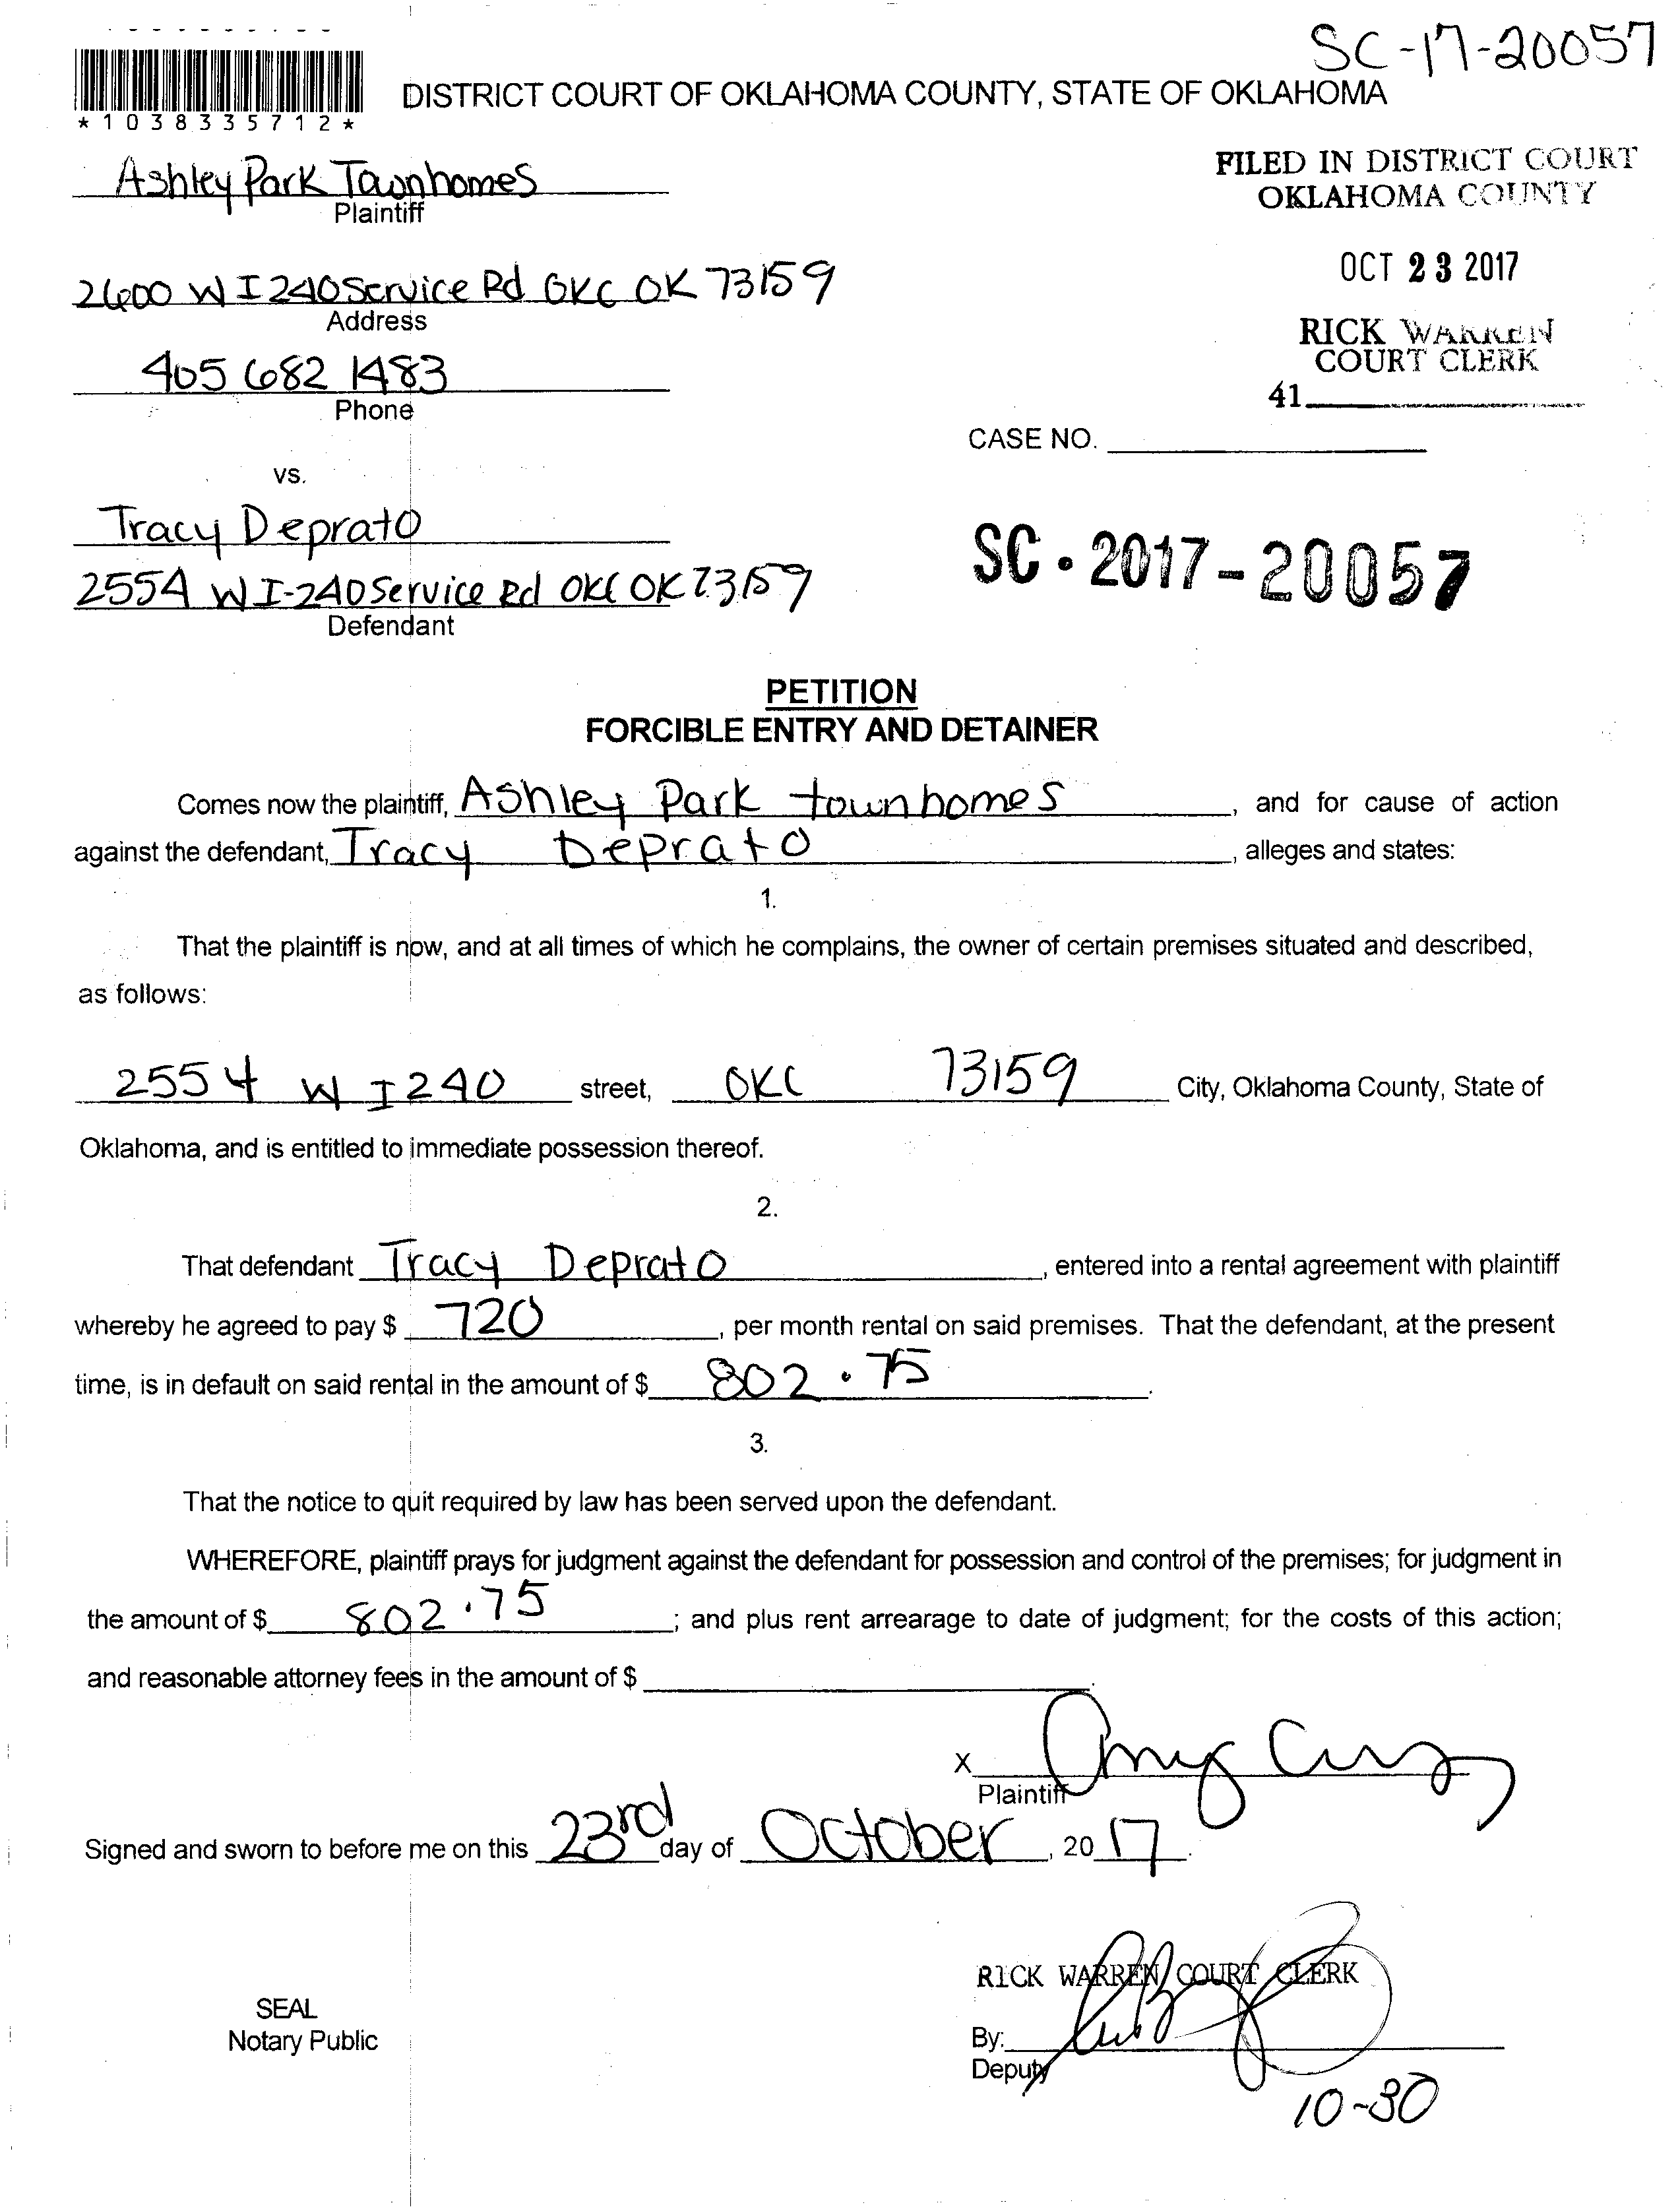 SC-17-20057
*1038335712*
DISTRICT COURT OF OKLAHOMA COUNTY, STATE OF OKLAHOMA
Ashley Park Townhomes
Plaintiff
FILED IN DISTRICT COURT
OKLAHOMA COUNTY
2600 W I 240 Service Rd OKC OK 73159
Address
OCT 23 2017
405 682 1483
Phone
RICK WARREN
COURT CLERK
41
CASE NO.
vs.
Tracy Deprato
2554 W I-240 Service Rd OKC OK 73159
Defendant
SC - 2017 - 20057
PETITION
FORCIBLE ENTRY AND DETAINER
Comes now the plaintiff, Ashley Park townhomes, and for cause of action
against the defendant, Tracy Deprato, alleges and states:
1.
That the plaintiff is now, and at all times of which he complains, the owner of certain premises situated and described,
as follows:
2554 W I 240 street, OKC 73159 City, Oklahoma County, State of
Oklahoma, and is entitled to immediate possession thereof.
2.
That defendant Tracy Deprato, entered into a rental agreement with plaintiff
whereby he agreed to pay $ 720, per month rental on said premises. That the defendant, at the present
time, is in default on said rental in the amount of $ 802.75.
3.
That the notice to quit required by law has been served upon the defendant.
WHEREFORE, plaintiff prays for judgment against the defendant for possession and control of the premises; for judgment in
the amount of $ 802.75; and plus rent arrearage to date of judgment; for the costs of this action;
and reasonable attorney fees in the amount of $ .
X
Plaintiff
Signed and sworn to before me on this 23rd day of October, 20 17.
RICK WARREN COURT CLERK
SEAL
Notary Public
By:
Deputy
10-30